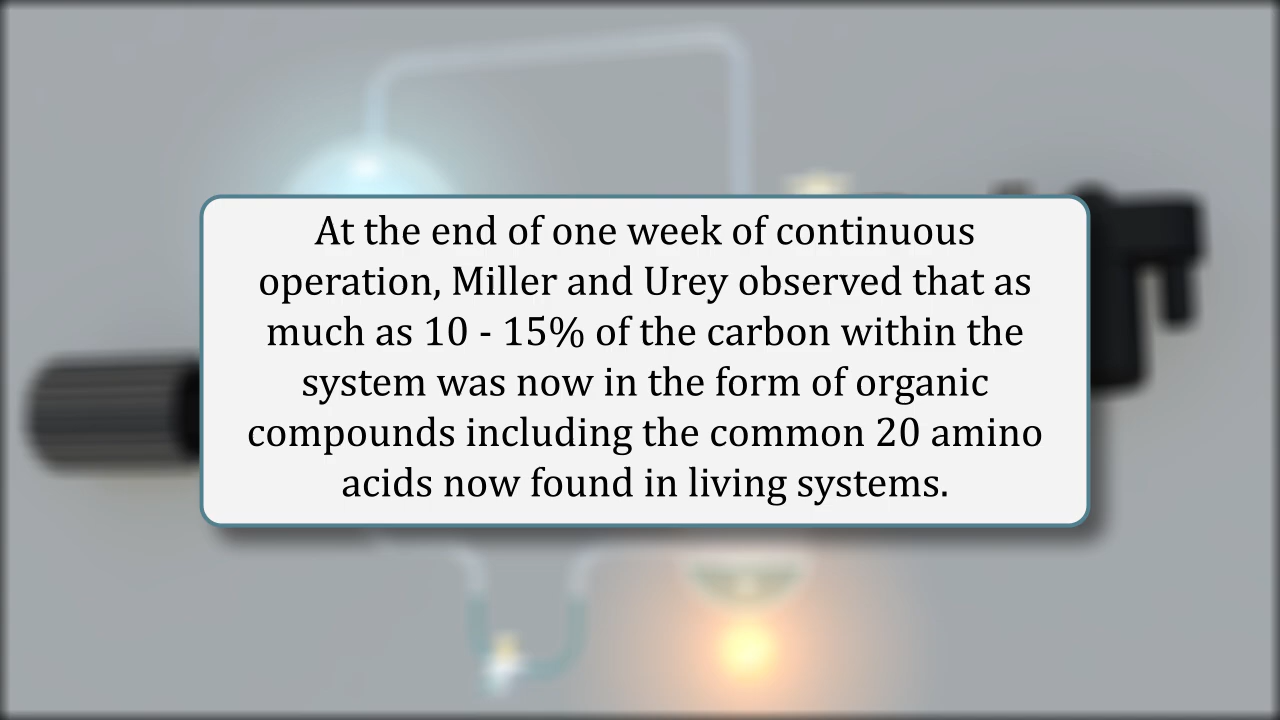 At the end of one week of continuous
operation, Miller and Urey observed that as
much as 10 - 15% of the carbon within the
system was now in the form of organic
compounds including the common 20 amino
acids now found in living systems.